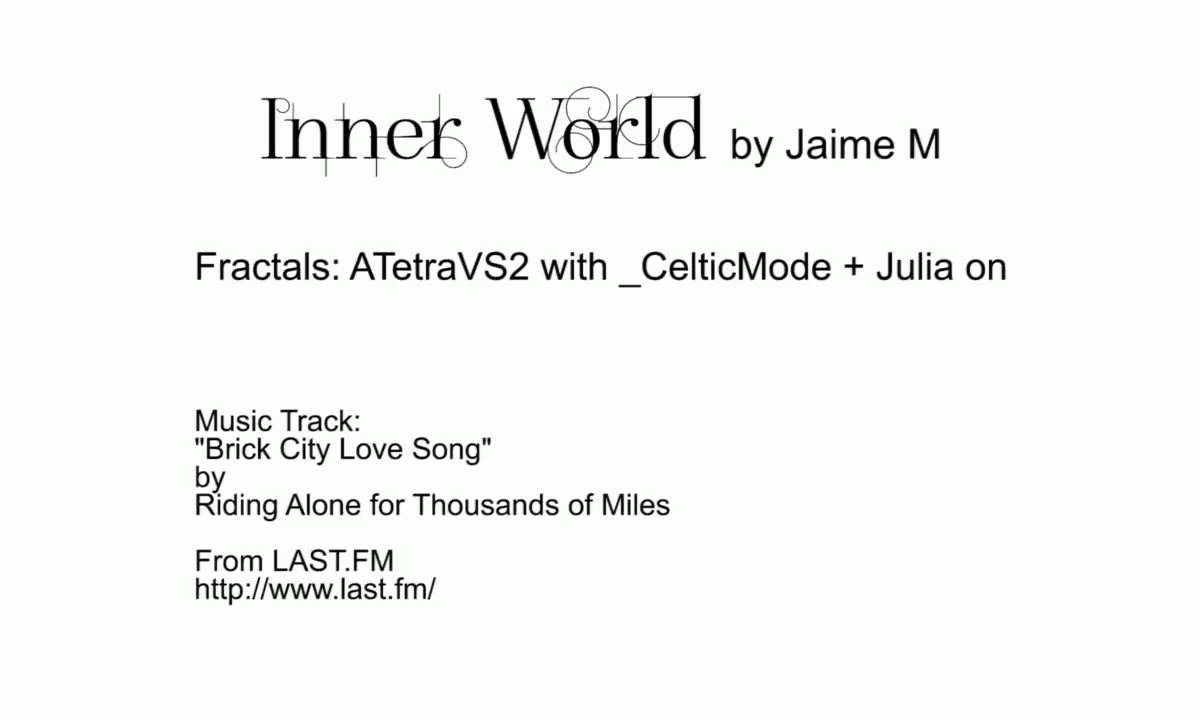 Inner World by Jaime M
Fractals: ATetraVS2 with _CelticMode + Julia on
Music Track:
"Brick City Love Song"
by
Riding Alone for Thousands of Miles
From LAST.FM
http://www.last.fm/